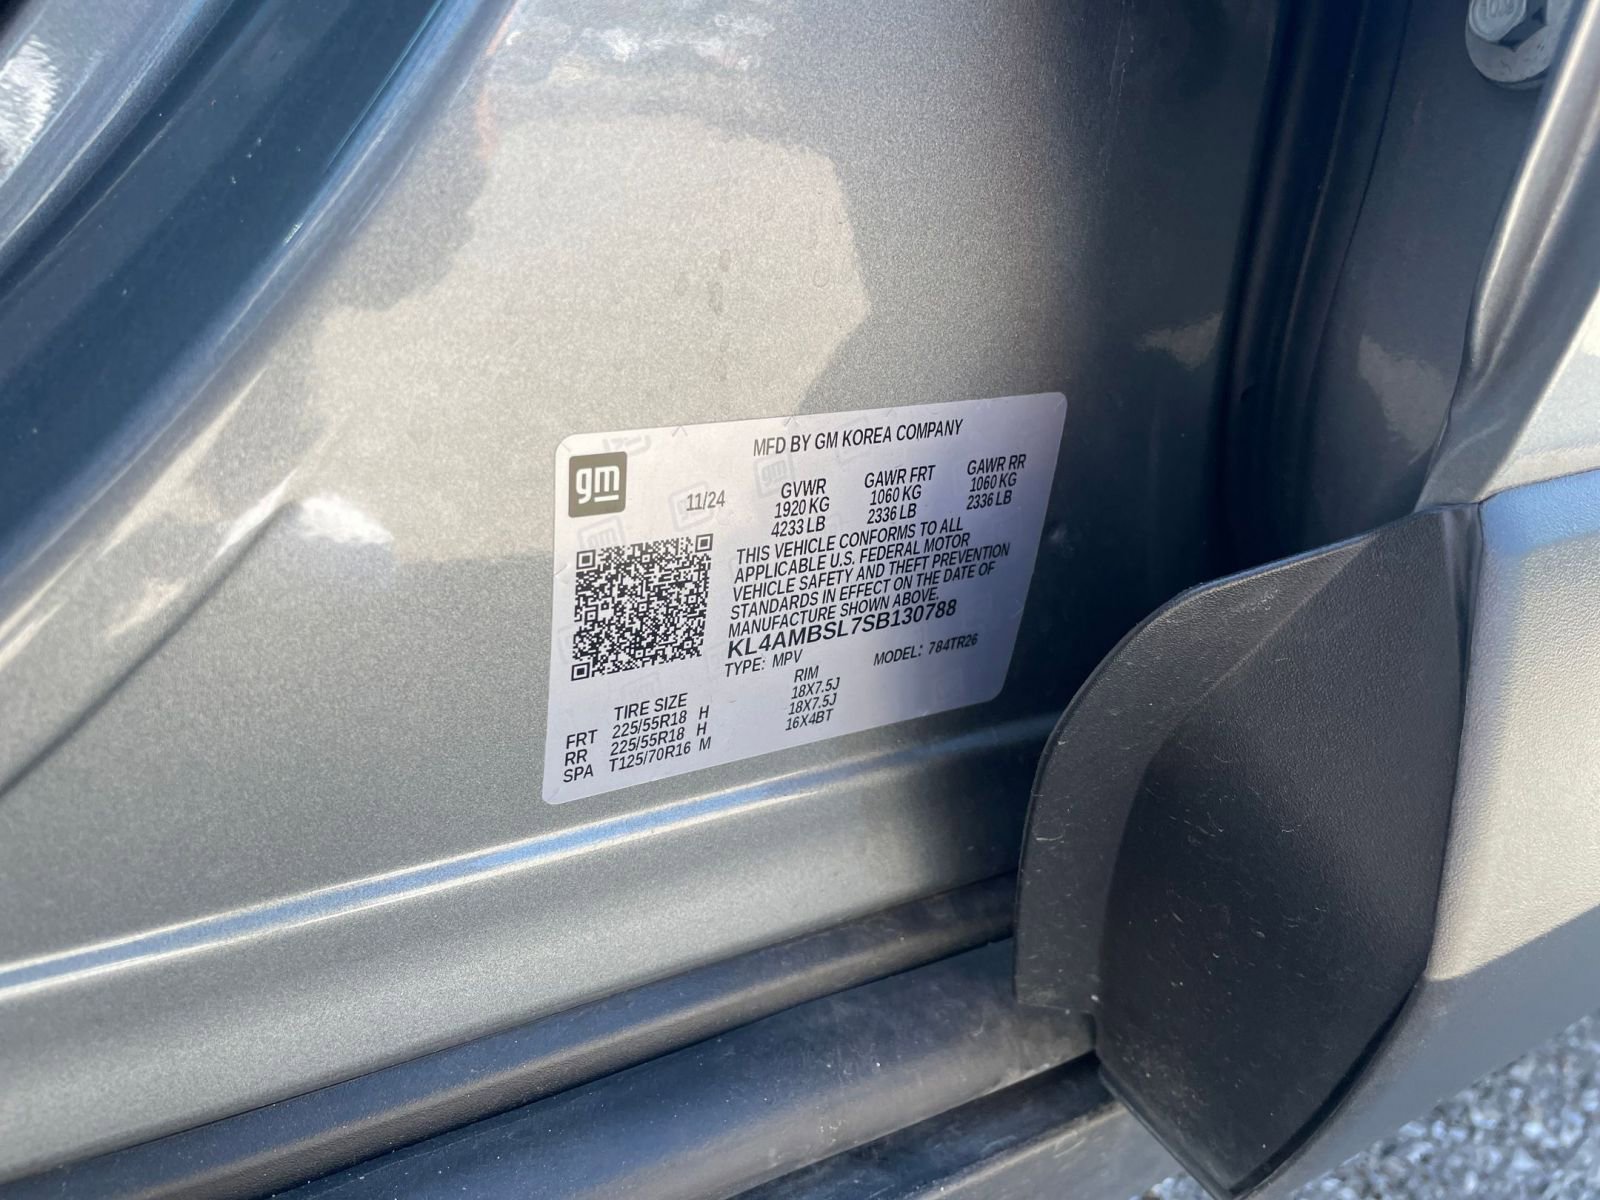 MFD BY GM KOREA COMPANY
gm
11/24
GVWR GAWR FRT GAWR RR
1920 KG 1060 KG 1060 KG
4233 LB 2336 LB 2336 LB
THIS VEHICLE CONFORMS TO ALL
APPLICABLE U.S. FEDERAL MOTOR
VEHICLE SAFETY AND THEFT PREVENTION
STANDARDS IN EFFECT ON THE DATE OF
MANUFACTURE SHOWN ABOVE.
KL4AMBSL7SB130788
TYPE: MPV MODEL: 784TR26
TIRE SIZE RIM
FRT 225/55R18 H 18X7.5J
RR 225/55R18 H 18X7.5J
SPA T125/70R16 M 16X4BT